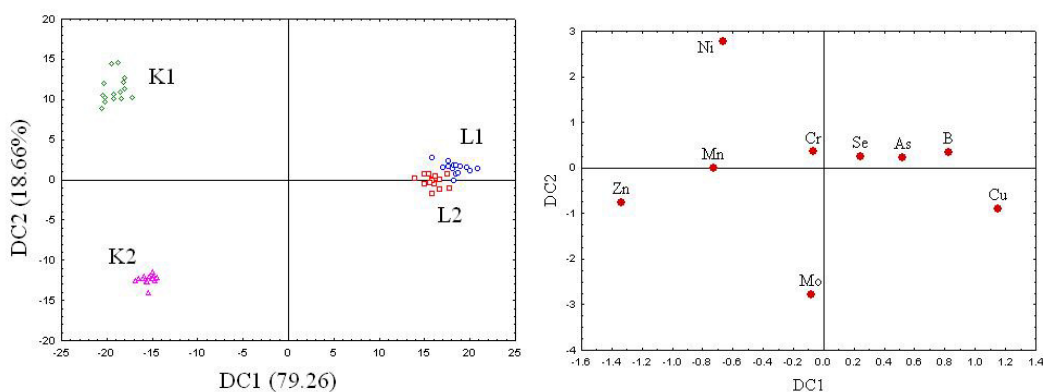 20
15
10
5
0
-5
-10
-15
-20
DC2 (18.66%)
K1
L1
L2
K2
-25 -20 -15 -10 -5 0 5 10 15 20 25
DC1 (79.26)
3
2
1
0
-1
-2
-3
-4
DC2
Ni
Cr Se As B
Mn
Zn
Cu
Mo
-1.6 -1.4 -1.2 -1.0 -0.8 -0.6 -0.4 -0.2 0.0 0.2 0.4 0.6 0.8 1.0 1.2 1.4
DC1